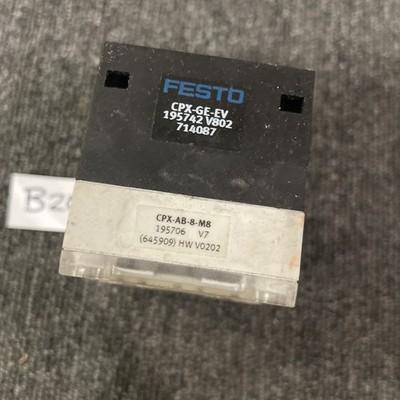 FESTO
CPX-GE-EV
195742 V802
714087
CPX-AB-8-M8
195706 V7
(645909) HW V0202